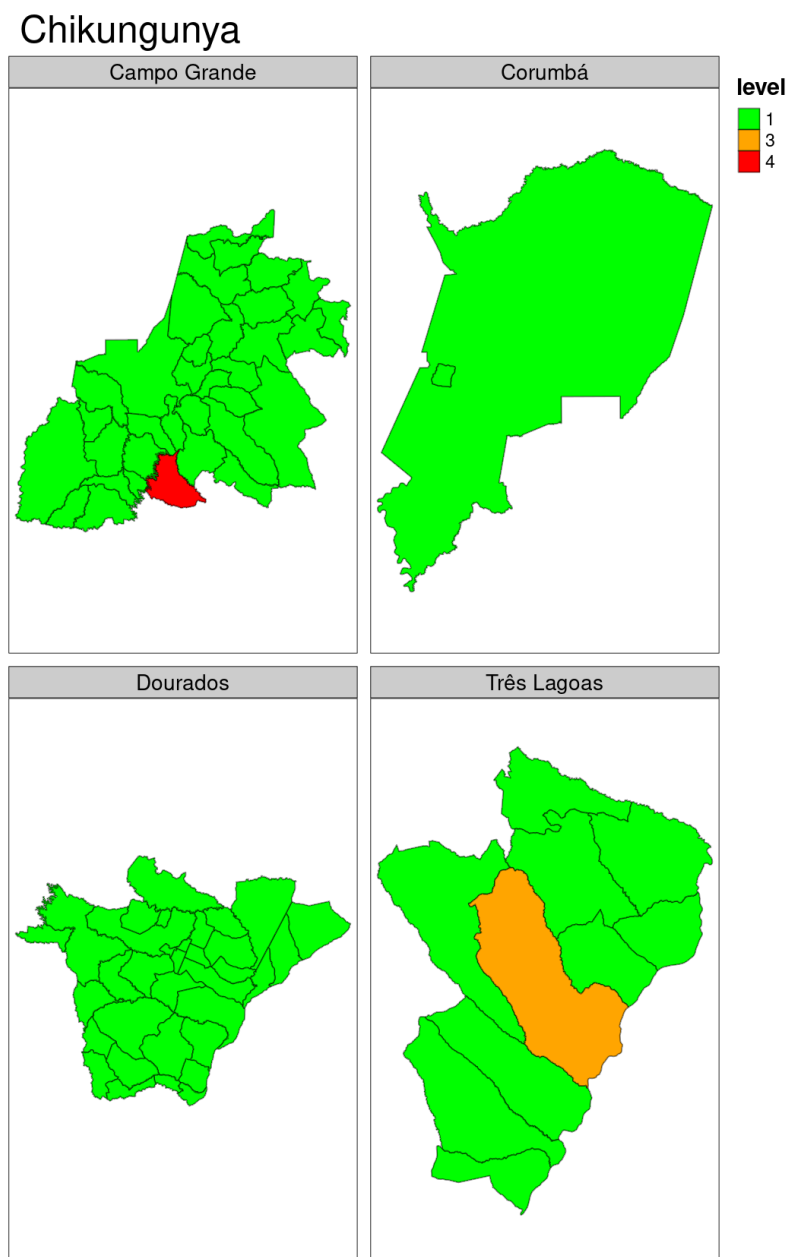 Chikungunya
Campo Grande
Corumbá
level
1
3
4
Dourados
Três Lagoas